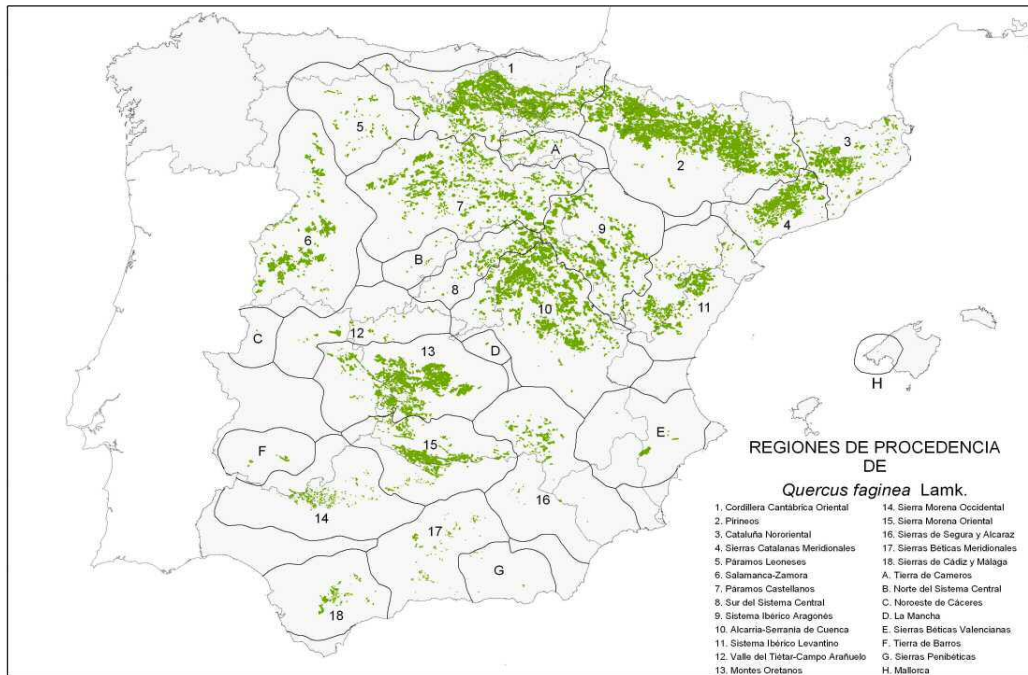 1
2
3
4
5
6
7
8
9
10
11
12
13
14
15
16
17
18
A
B
C
D
E
F
G
H
REGIONES DE PROCEDENCIA
DE
Quercus faginea Lamk.
1. Cordillera Cantábrica Oriental
2. Pirineos
3. Cataluña Nororiental
4. Sierras Catalanas Meridionales
5. Páramos Leoneses
6. Salamanca-Zamora
7. Páramos Castellanos
8. Sur del Sistema Central
9. Sistema Ibérico Aragonés
10. Alcarria-Serranía de Cuenca
11. Sistema Ibérico Levantino
12. Valle del Tiétar-Campo Arañuelo
13. Montes Oretanos
14. Sierra Morena Occidental
15. Sierra Morena Oriental
16. Sierras de Segura y Alcaraz
17. Sierras Béticas Meridionales
18. Sierras de Cádiz y Málaga
A. Tierra de Cameros
B. Norte del Sistema Central
C. Noroeste de Cáceres
D. La Mancha
E. Sierras Béticas Valencianas
F. Tierra de Barros
G. Sierras Penibéticas
H. Mallorca